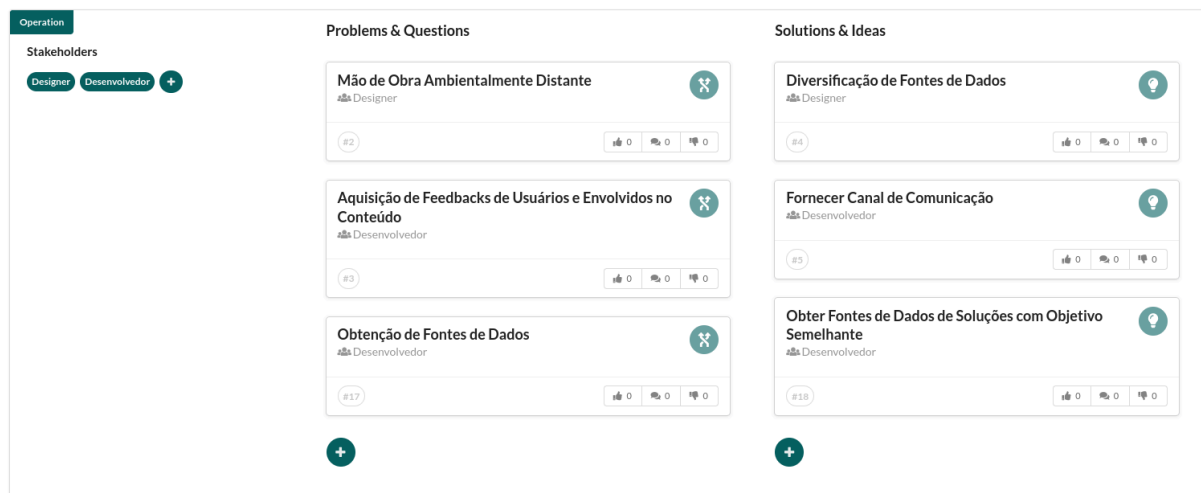 Operation
Stakeholders
Designer Desenvolvedor
Problems & Questions
Mão de Obra Ambientalmente Distante
Designer
#2 0 0 0
Aquisição de Feedbacks de Usuários e Envolvidos no
Conteúdo
Desenvolvedor
#3 0 0 0
Obtenção de Fontes de Dados
Desenvolvedor
#17 0 0 0
Solutions & Ideas
Diversificação de Fontes de Dados
Designer
#4 0 0 0
Fornecer Canal de Comunicação
Desenvolvedor
#5 0 0 0
Obter Fontes de Dados de Soluções com Objetivo
Semelhante
Desenvolvedor
#18 0 0 0